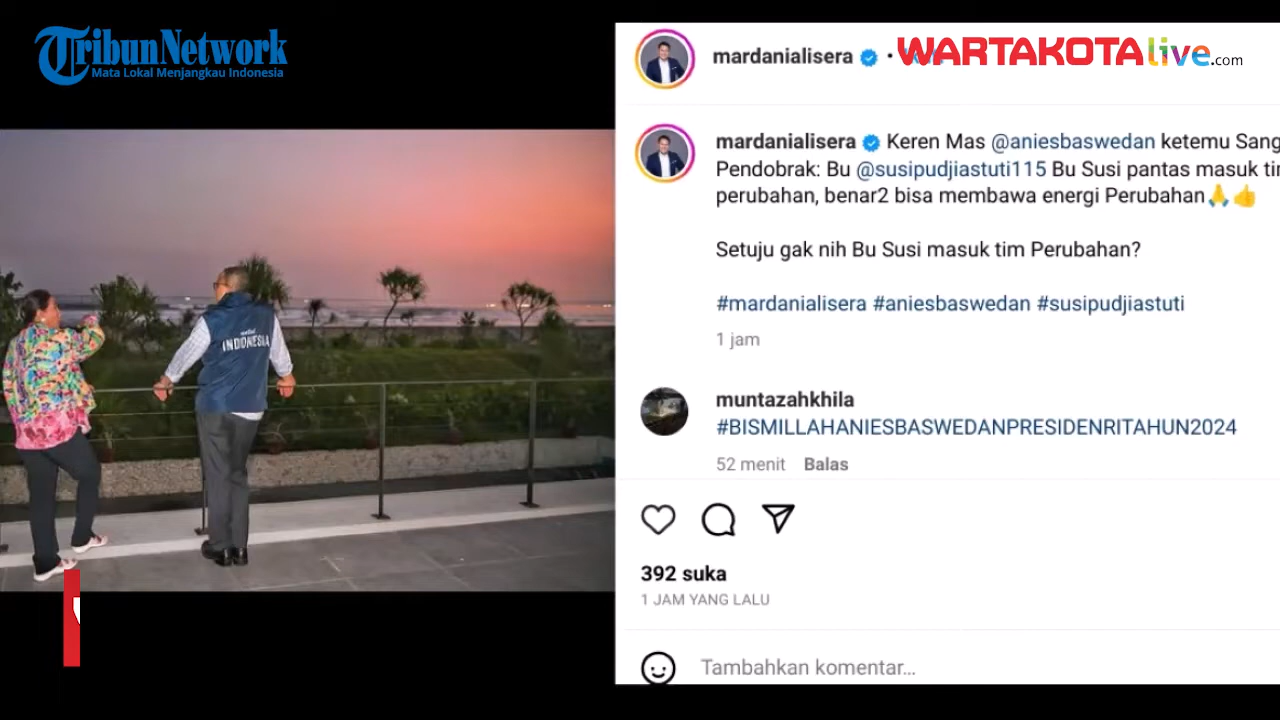 TribunNetwork
Mata Lokal Menjangkau Indonesia
WARTAKOTAlive.com
mardanialisera
mardanialisera Keren Mas @aniesbaswedan ketemu Sang
Pendobrak: Bu @susipudjiastuti115 Bu Susi pantas masuk
perubahan, benar2 bisa membawa energi Perubahan🙏👍
Setuju gak nih Bu Susi masuk tim Perubahan?
#mardanialisera #aniesbaswedan #susipudjiastuti
1 jam
INDONESIA
muntazahkhila
#BISMILLAHANIESBASWEDANPRESIDENRITAHUN2024
52 menit Balas
392 suka
1 JAM YANG LALU
Tambahkan komentar...